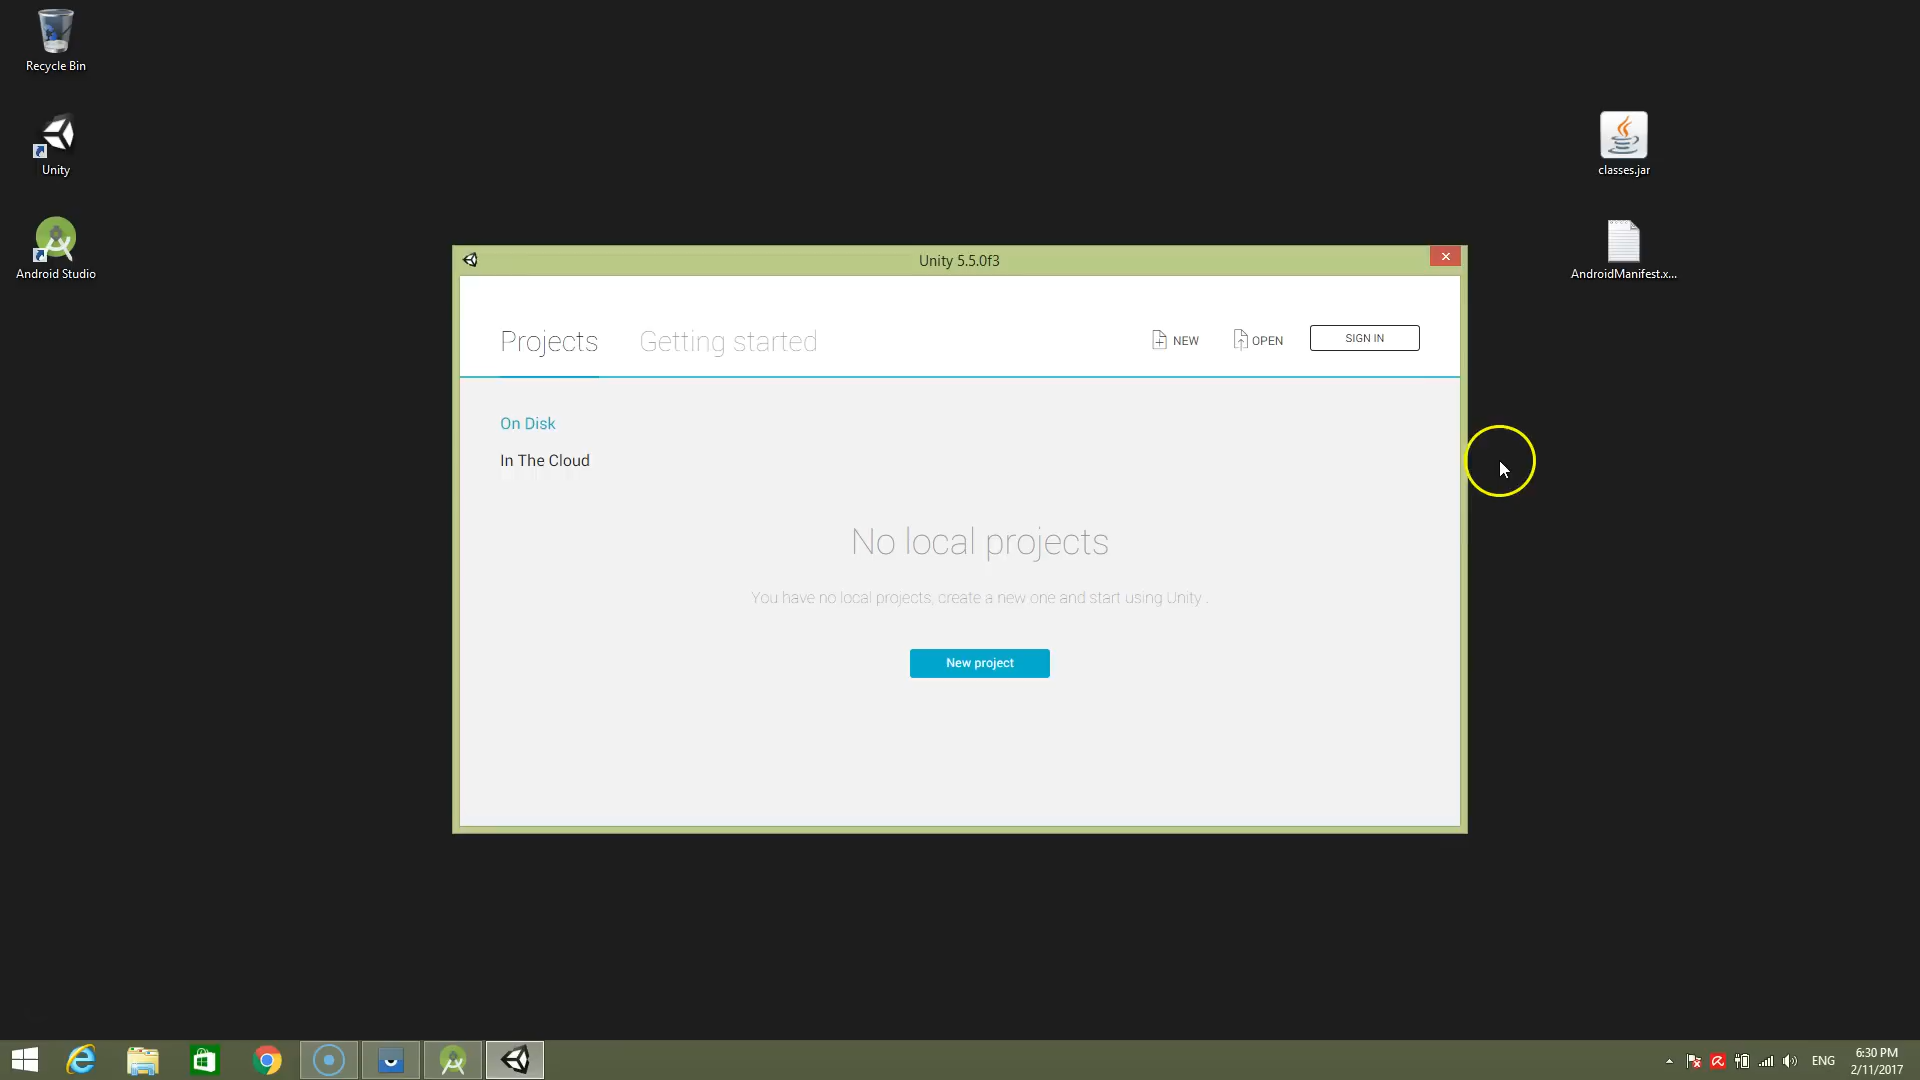 Recycle Bin
Unity
Android Studio
classes.jar
AndroidManifest.x...
Unity 5.5.0f3
Projects
Getting started
NEW
OPEN
SIGN IN
On Disk
In The Cloud
No local projects
You have no local projects, create a new one and start using Unity .
New project
ENG
6:30 PM
2/11/2017